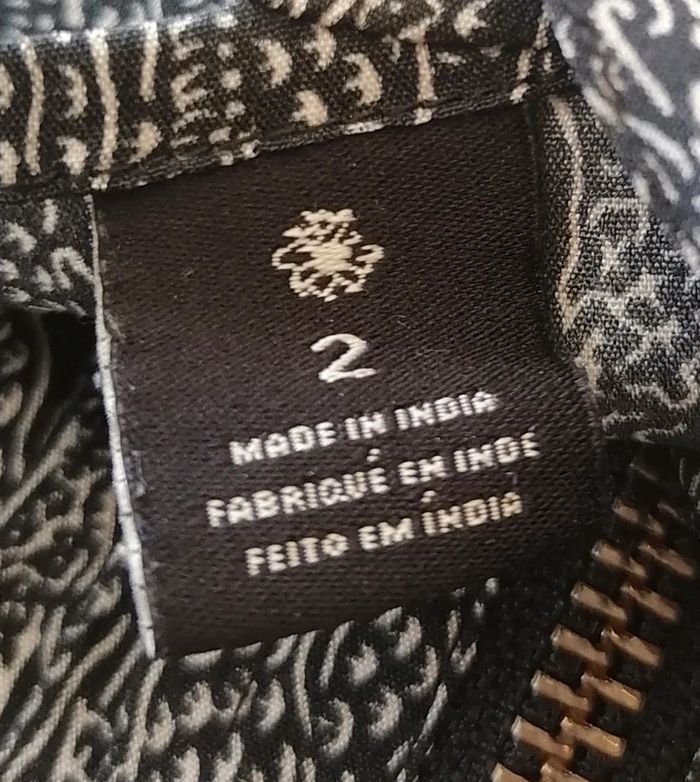 2
MADE IN INDIA
FABRIQUÉ EN INDE
FEITO EM ÍNDIA